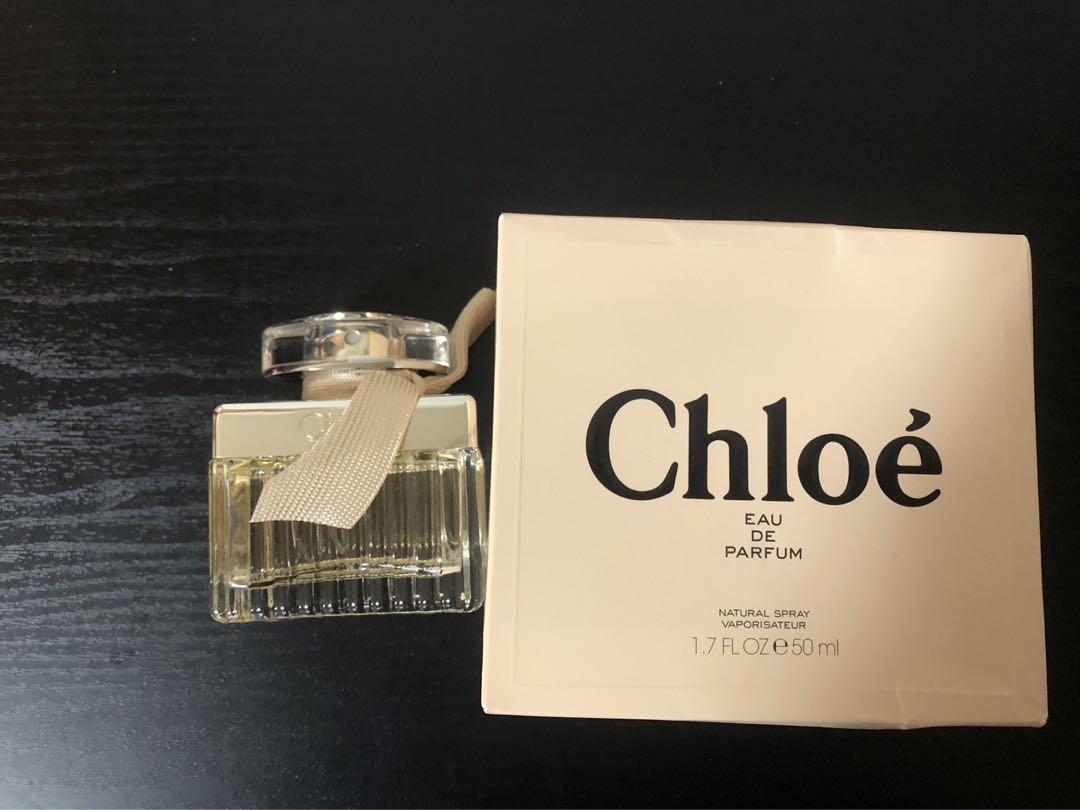 Chloé
EAU
DE
PARFUM
NATURAL SPRAY
VAPORISATEUR
1.7 FL OZ ℮ 50 ml